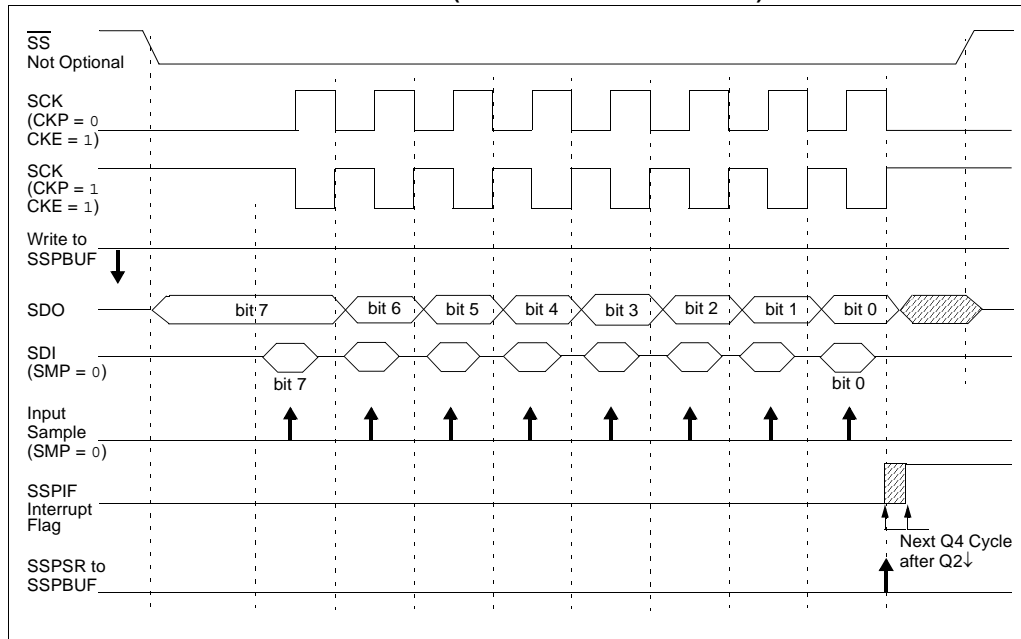 SS
Not Optional
SCK
(CKP = 0
CKE = 1)
SCK
(CKP = 1
CKE = 1)
Write to
SSPBUF
SDO
bit 7
bit 6
bit 5
bit 4
bit 3
bit 2
bit 1
bit 0
SDI
(SMP = 0)
bit 7
bit 0
Input
Sample
(SMP = 0)
SSPIF
Interrupt
Flag
Next Q4 Cycle
after Q2↓
SSPSR to
SSPBUF